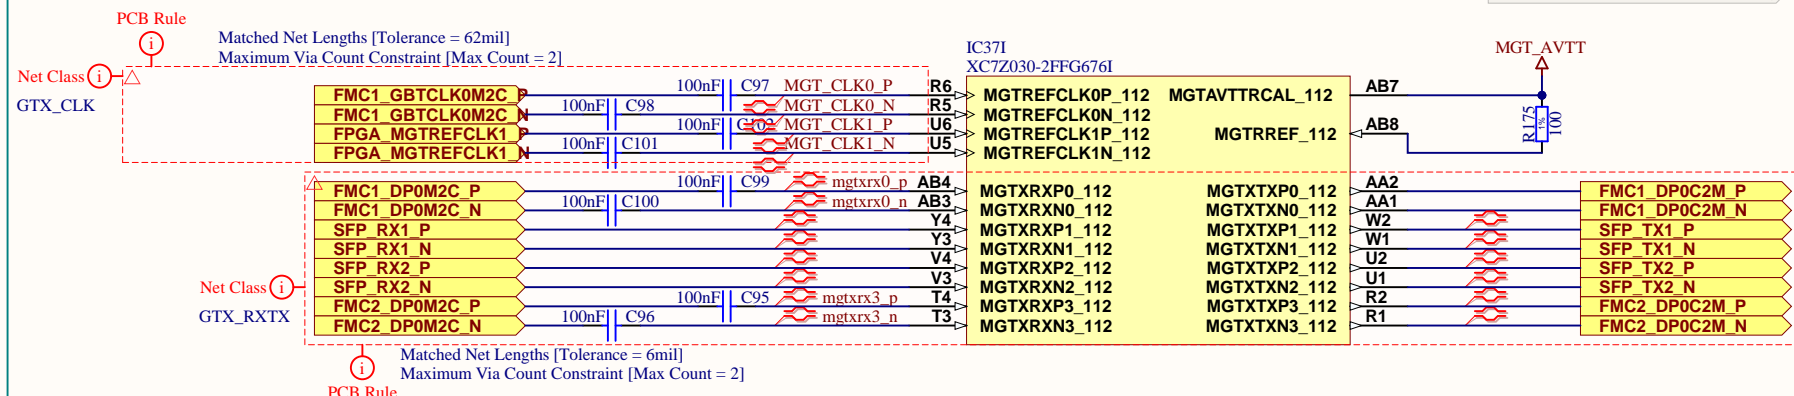 PCB Rule
Matched Net Lengths [Tolerance = 62mil]
Maximum Via Count Constraint [Max Count = 2]
Net Class
GTX_CLK
IC37I
XC7Z030-2FFG676I
MGT_AVTT
FMC1_GBTCLK0M2C_P 100nF C97 MGT_CLK0_P R6 MGTREFCLK0P_112 MGTAVTTRCAL_112 AB7
FMC1_GBTCLK0M2C_N 100nF C98 MGT_CLK0_N R5 MGTREFCLK0N_112
FPGA_MGTREFCLK1_P 100nF MGT_CLK1_P U6 MGTREFCLK1P_112 MGTRREF_112 AB8
FPGA_MGTREFCLK1_N 100nF C101 MGT_CLK1_N U5 MGTREFCLK1N_112
R175 1% 100
FMC1_DP0M2C_P 100nF C99 mgtxrx0_p AB4 MGTXRXP0_112 MGTXTXP0_112 AA2 FMC1_DP0C2M_P
FMC1_DP0M2C_N 100nF C100 mgtxrx0_n AB3 MGTXRXN0_112 MGTXTXN0_112 AA1 FMC1_DP0C2M_N
SFP_RX1_P Y4 MGTXRXP1_112 MGTXTXP1_112 W2 SFP_TX1_P
SFP_RX1_N Y3 MGTXRXN1_112 MGTXTXN1_112 W1 SFP_TX1_N
SFP_RX2_P V4 MGTXRXP2_112 MGTXTXP2_112 U2 SFP_TX2_P
SFP_RX2_N V3 MGTXRXN2_112 MGTXTXN2_112 U1 SFP_TX2_N
FMC2_DP0M2C_P 100nF C95 mgtxrx3_p T4 MGTXRXP3_112 MGTXTXP3_112 R2 FMC2_DP0C2M_P
FMC2_DP0M2C_N 100nF C96 mgtxrx3_n T3 MGTXRXN3_112 MGTXTXN3_112 R1 FMC2_DP0C2M_N
Net Class
GTX_RXTX
Matched Net Lengths [Tolerance = 6mil]
Maximum Via Count Constraint [Max Count = 2]
PCB Rule